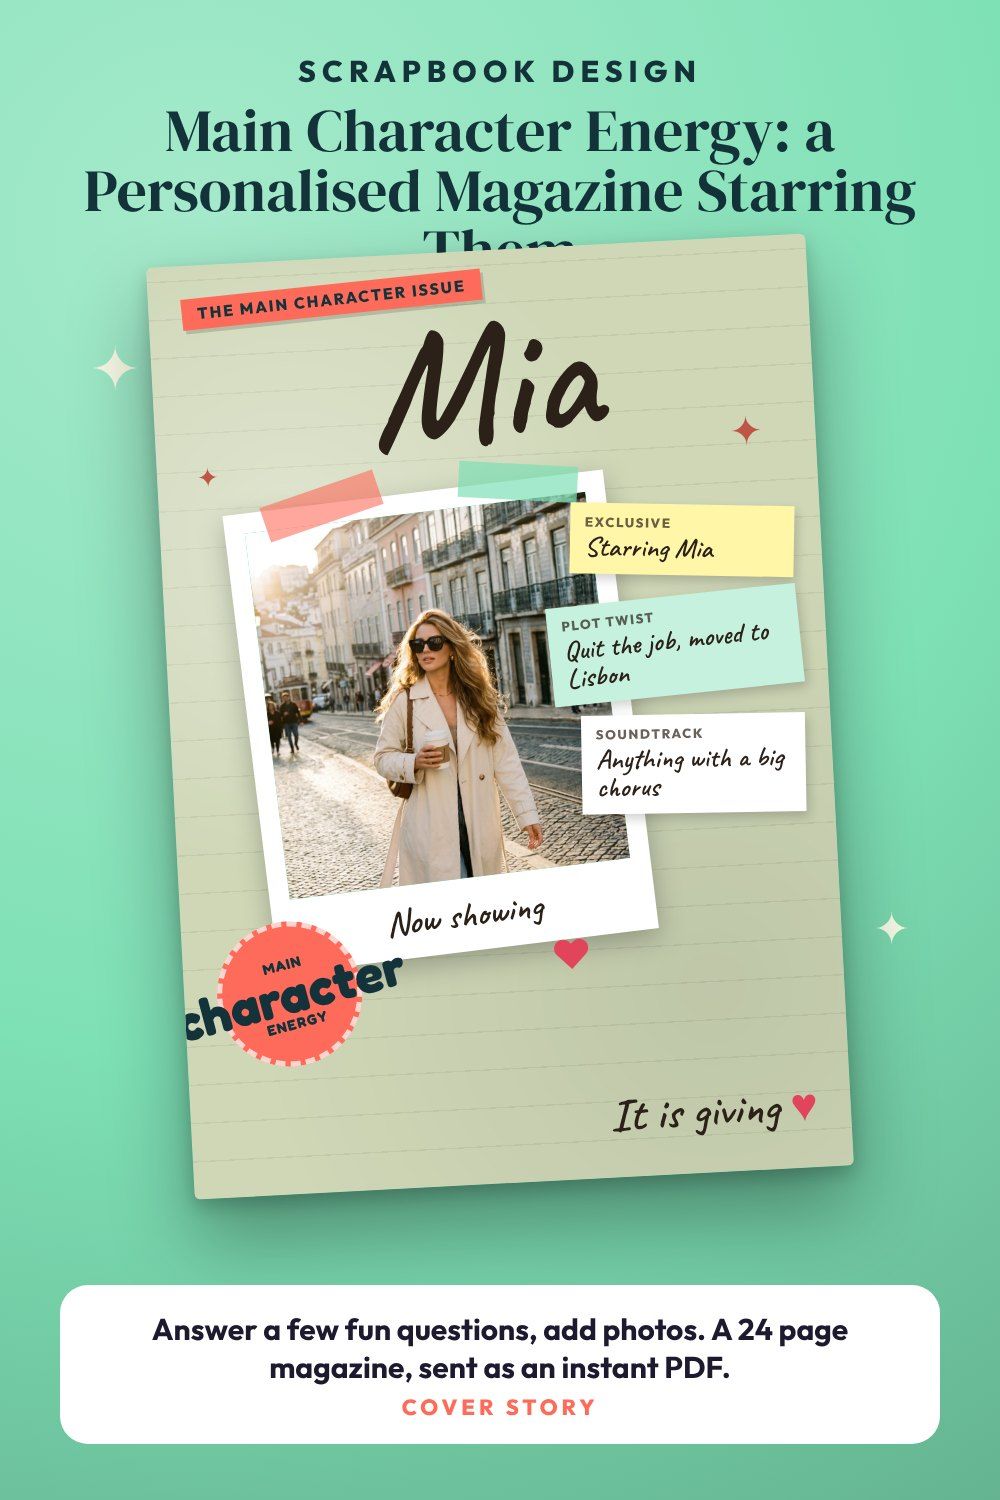 SCRAPBOOK DESIGN
Main Character Energy: a
Personalised Magazine Starring
Them
THE MAIN CHARACTER ISSUE
Mia
EXCLUSIVE
Starring Mia
PLOT TWIST
Quit the job, moved to
Lisbon
SOUNDTRACK
Anything with a big
chorus
Now showing
MAIN
character
ENERGY
It is giving ♥
Answer a few fun questions, add photos. A 24 page
magazine, sent as an instant PDF.
COVER STORY